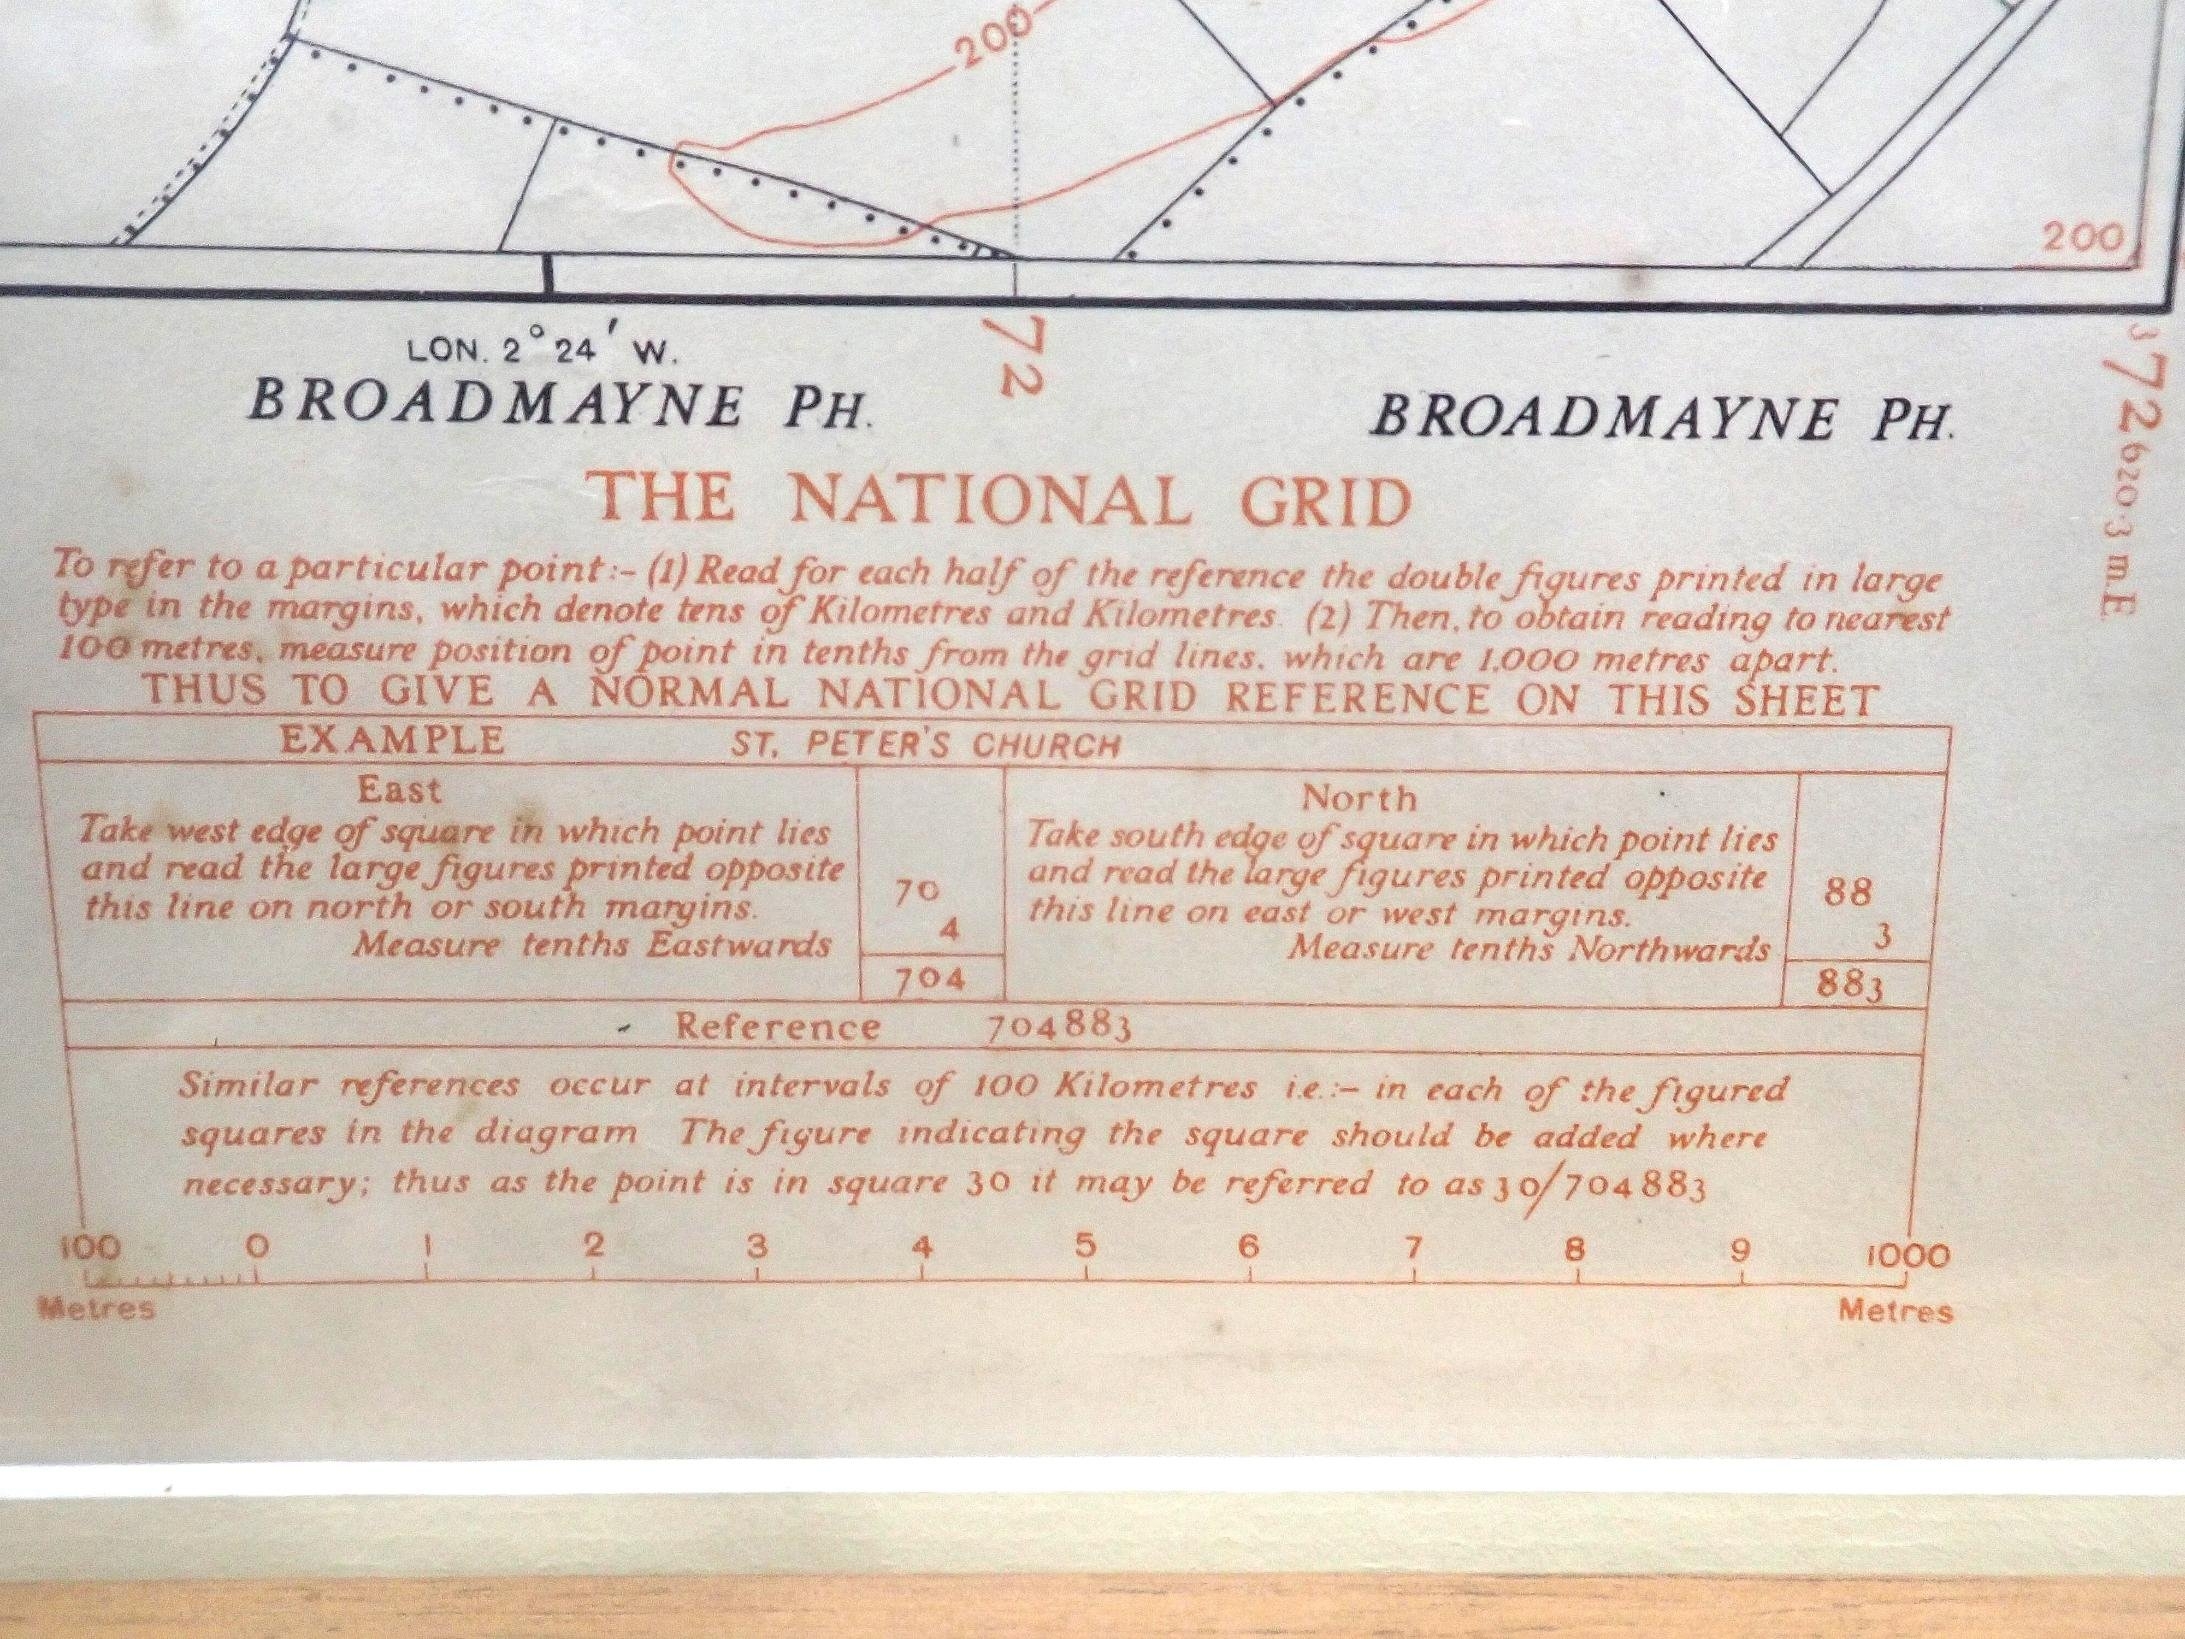 200
200
LON. 2° 24′ W.
72
BROADMAYNE PH.
BROADMAYNE PH.
³72620·3 m.E
THE NATIONAL GRID
To refer to a particular point:- (1) Read for each half of the reference the double figures printed in large
type in the margins, which denote tens of Kilometres and Kilometres. (2) Then, to obtain reading to nearest
100 metres, measure position of point in tenths from the grid lines, which are 1,000 metres apart.
THUS TO GIVE A NORMAL NATIONAL GRID REFERENCE ON THIS SHEET
EXAMPLE ST. PETER'S CHURCH
East
Take west edge of square in which point lies
and read the large figures printed opposite
this line on north or south margins.
Measure tenths Eastwards
70
4
704
North
Take south edge of square in which point lies
and read the large figures printed opposite
this line on east or west margins.
Measure tenths Northwards
88
3
883
Reference 704883
Similar references occur at intervals of 100 Kilometres i.e.:- in each of the figured
squares in the diagram The figure indicating the square should be added where
necessary; thus as the point is in square 30 it may be referred to as 30/704883
100 0 1 2 3 4 5 6 7 8 9 1000
Metres Metres